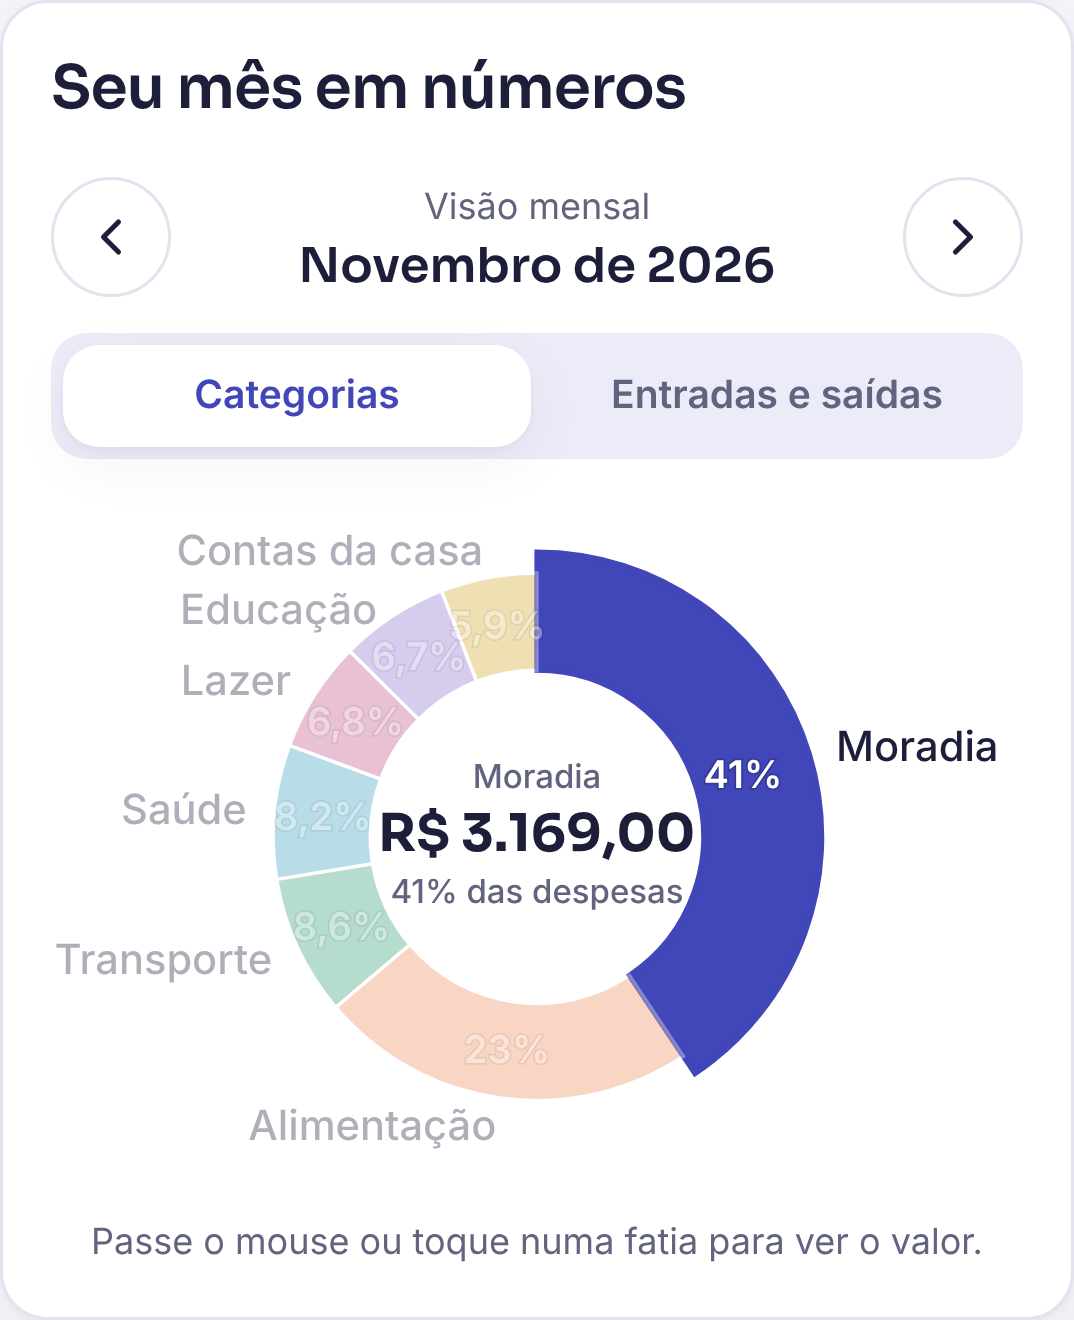 Seu mês em números
Visão mensal
Novembro de 2026
Categorias
Entradas e saídas
Contas da casa
Educação
Lazer
Saúde
Transporte
Alimentação
Moradia
5,9%
6,7%
6,8%
8,2%
8,6%
23%
41%
Moradia
R$ 3.169,00
41% das despesas
Passe o mouse ou toque numa fatia para ver o valor.